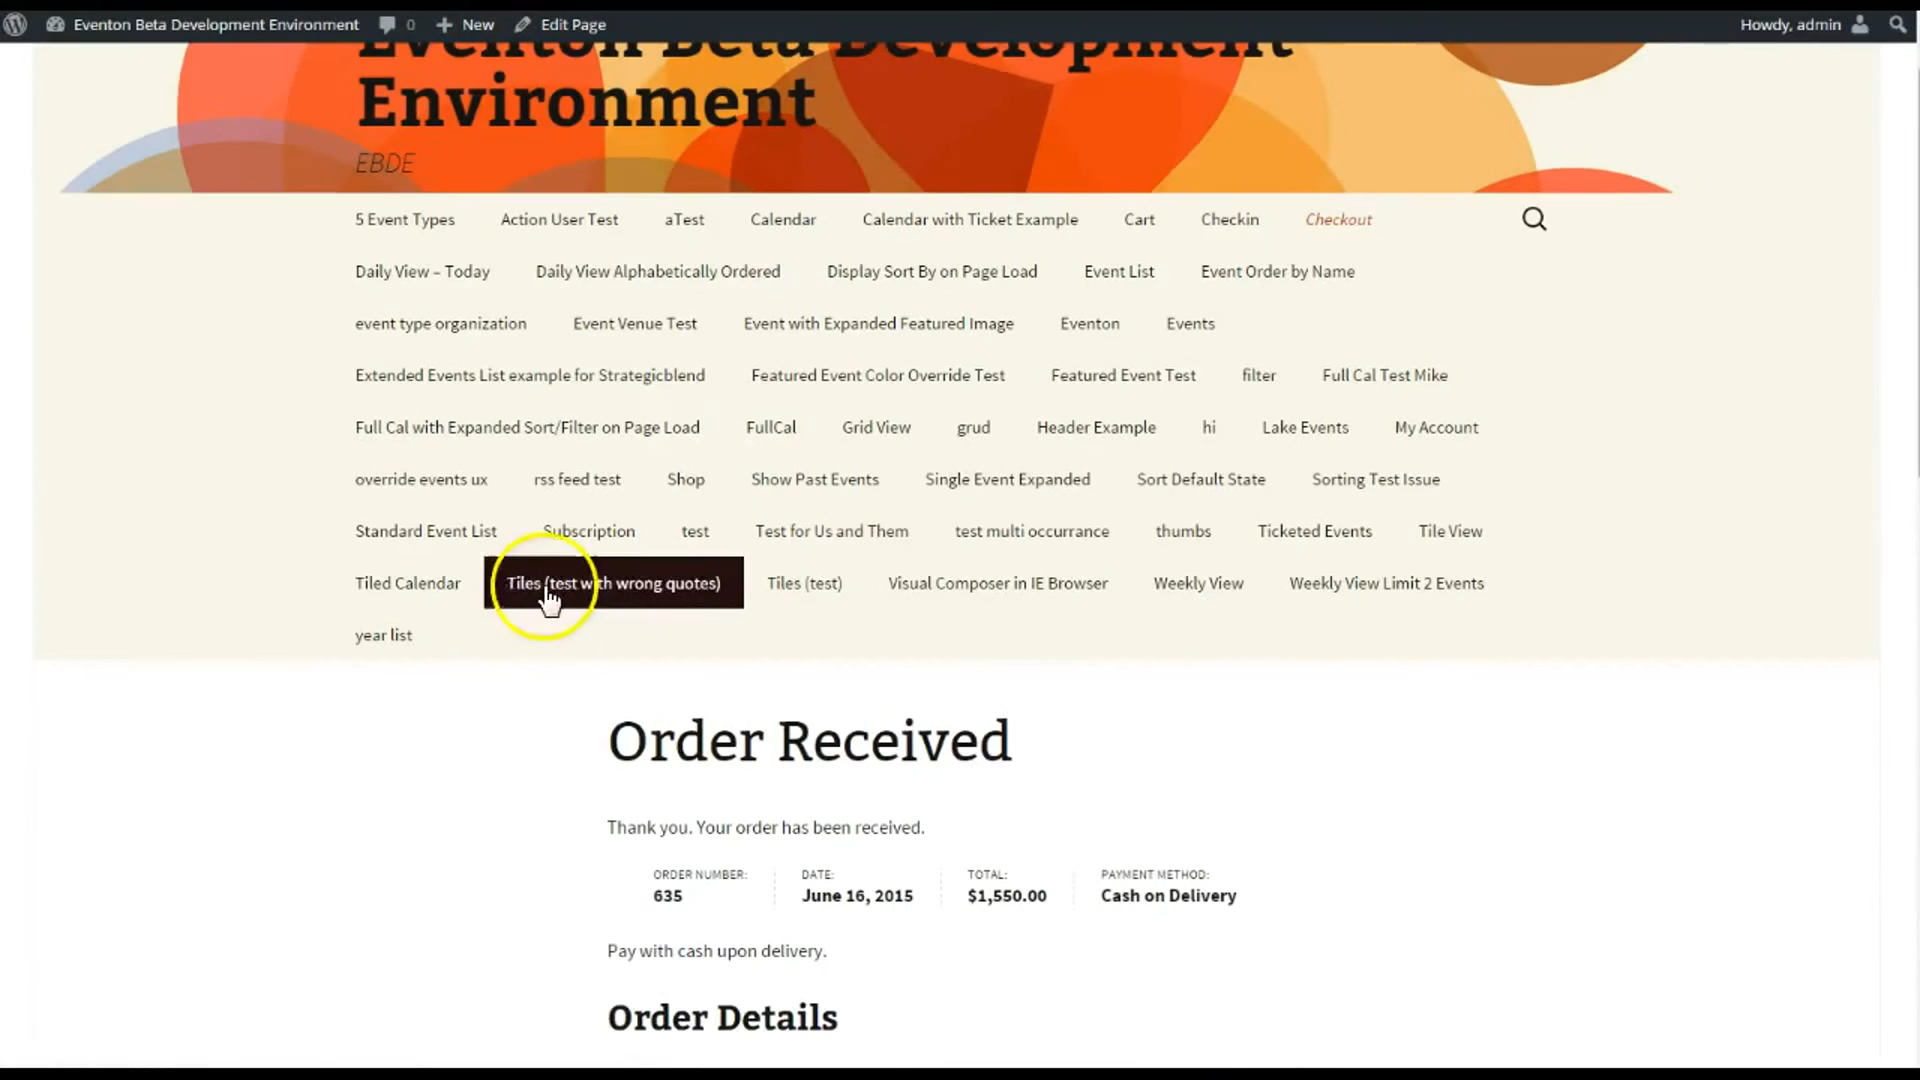 Eventon Beta Development Environment 0 New Edit Page Howdy, admin
Eventon Beta Development
Environment
EBDE
5 Event Types Action User Test aTest Calendar Calendar with Ticket Example Cart Checkin Checkout
Daily View – Today Daily View Alphabetically Ordered Display Sort By on Page Load Event List Event Order by Name
event type organization Event Venue Test Event with Expanded Featured Image Eventon Events
Extended Events List example for Strategicblend Featured Event Color Override Test Featured Event Test filter Full Cal Test Mike
Full Cal with Expanded Sort/Filter on Page Load FullCal Grid View grud Header Example hi Lake Events My Account
override events ux rss feed test Shop Show Past Events Single Event Expanded Sort Default State Sorting Test Issue
Standard Event List Subscription test Test for Us and Them test multi occurrance thumbs Ticketed Events Tile View
Tiled Calendar Tiles (test with wrong quotes) Tiles (test) Visual Composer in IE Browser Weekly View Weekly View Limit 2 Events
year list
Order Received
Thank you. Your order has been received.
ORDER NUMBER: DATE: TOTAL: PAYMENT METHOD:
635 June 16, 2015 $1,550.00 Cash on Delivery
Pay with cash upon delivery.
Order Details